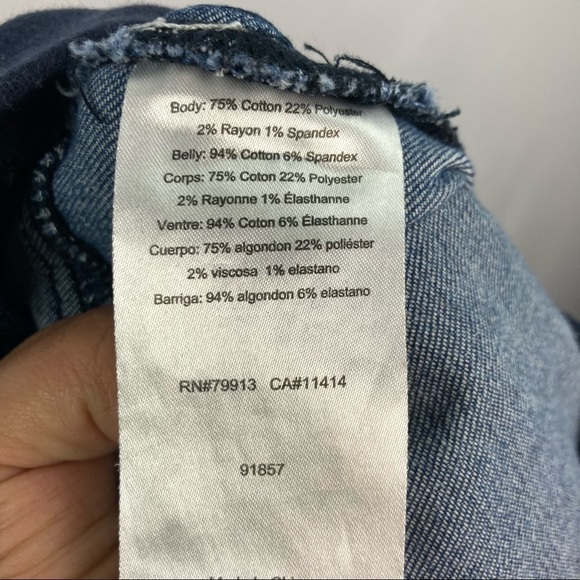 Body: 75% Cotton 22% Polyester
2% Rayon 1% Spandex
Belly: 94% Cotton 6% Spandex
Corps: 75% Coton 22% Polyester
2% Rayonne 1% Élasthanne
Ventre: 94% Coton 6% Élasthanne
Cuerpo: 75% algondon 22% poliéster
2% viscosa 1% elastano
Barriga: 94% algondon 6% elastano
RN#79913 CA#11414
91857